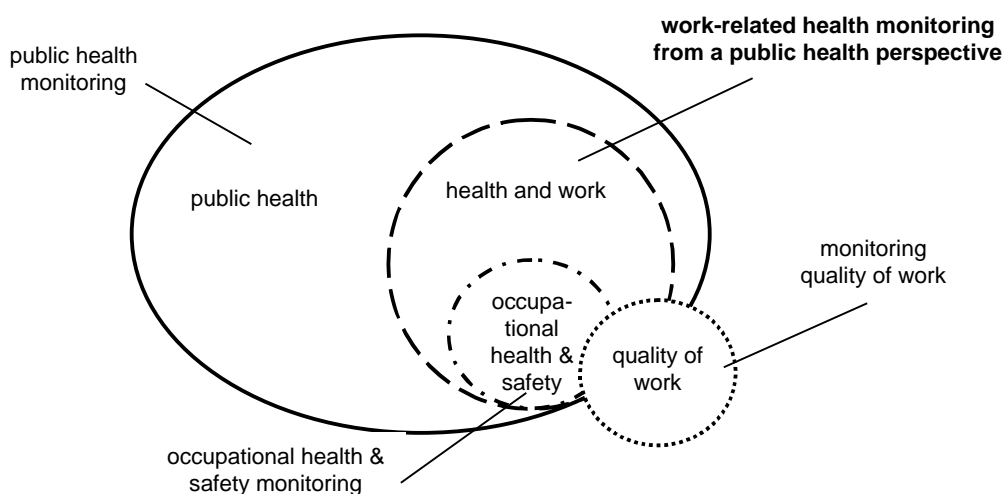 public health
monitoring
work-related health monitoring
from a public health perspective
public health
health and work
monitoring
quality of work
occupa-
tional
health &
safety
quality of
work
occupational health &
safety monitoring